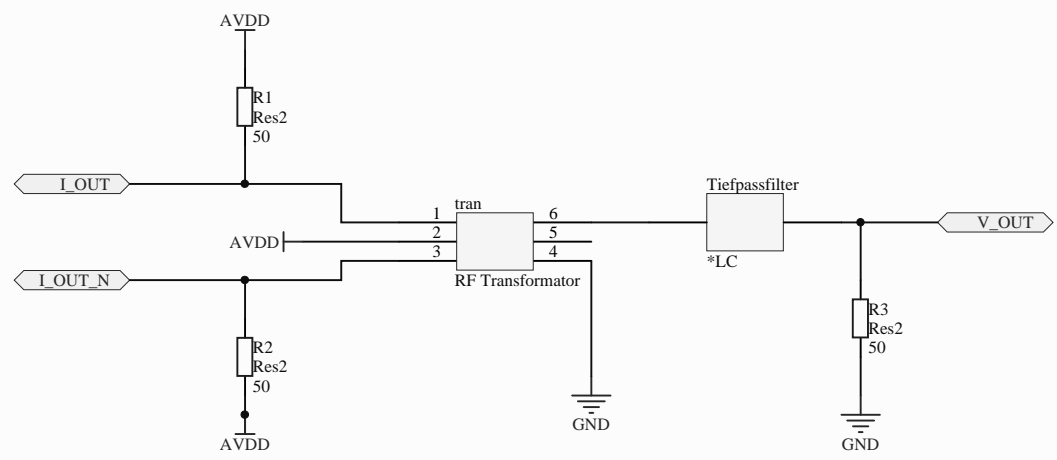 AVDD
R1
Res2
50
I_OUT
tran
1
2
3
6
5
4
RF Transformator
AVDD
I_OUT_N
R2
Res2
50
AVDD
GND
Tiefpassfilter
*LC
V_OUT
R3
Res2
50
GND